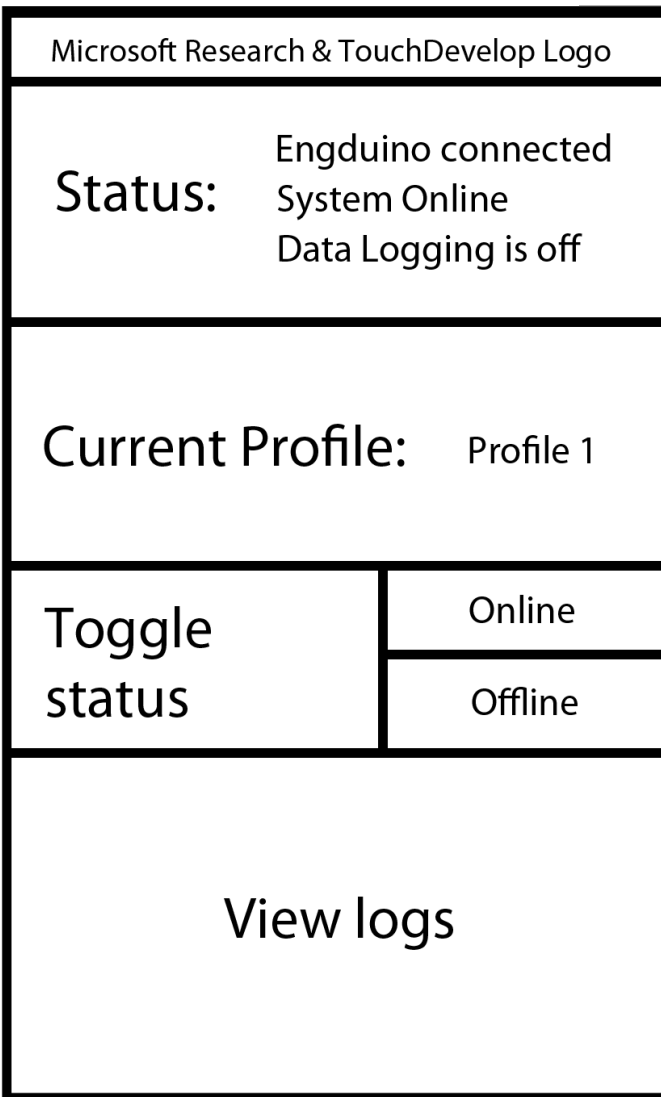 Microsoft Research & TouchDevelop Logo
Status:
Engduino connected
System Online
Data Logging is off
Current Profile:
Profile 1
Toggle
status
Online
Offline
View logs